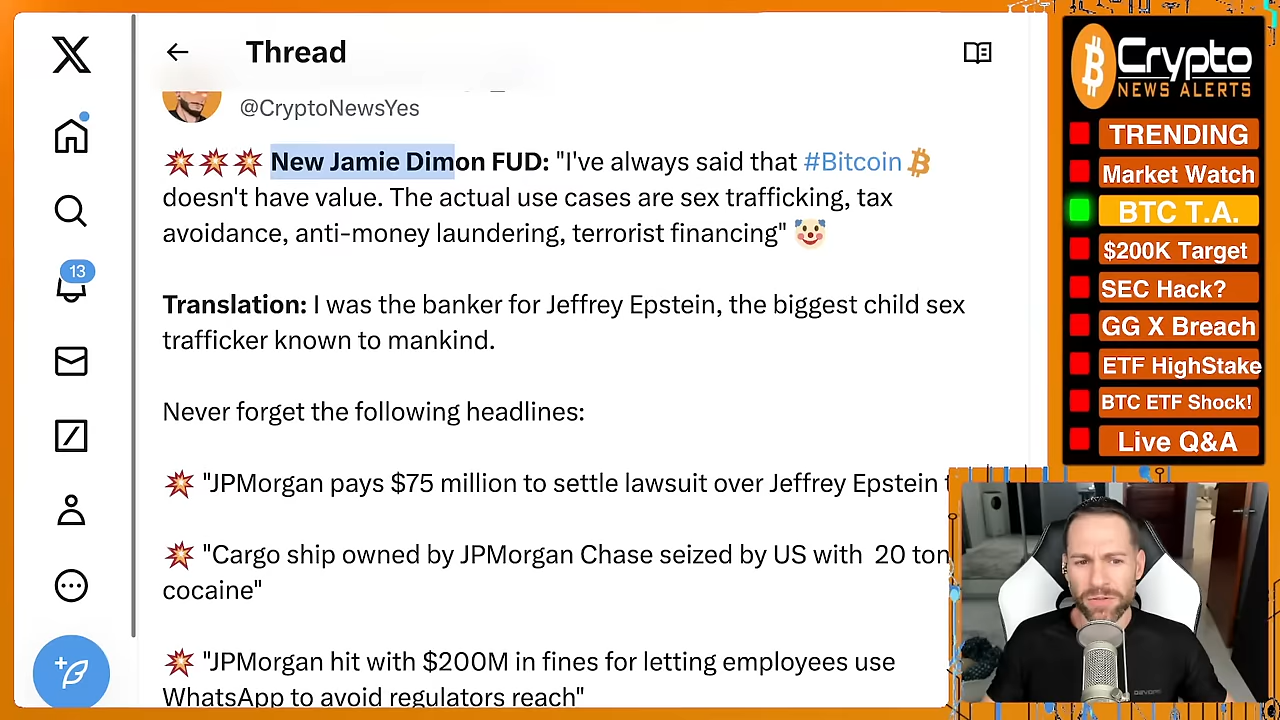 Thread
@CryptoNewsYes
💥💥💥 New Jamie Dimon FUD: "I've always said that #Bitcoin
doesn't have value. The actual use cases are sex trafficking, tax
avoidance, anti-money laundering, terrorist financing" 🤡
Translation: I was the banker for Jeffrey Epstein, the biggest child sex
trafficker known to mankind.
Never forget the following headlines:
💥 "JPMorgan pays $75 million to settle lawsuit over Jeffrey Epstein
💥 "Cargo ship owned by JPMorgan Chase seized by US with 20 ton
cocaine"
💥 "JPMorgan hit with $200M in fines for letting employees use
WhatsApp to avoid regulators reach"
13
Crypto
NEWS ALERTS
TRENDING
Market Watch
BTC T.A.
$200K Target
SEC Hack?
GG X Breach
ETF HighStake
BTC ETF Shock!
Live Q&A